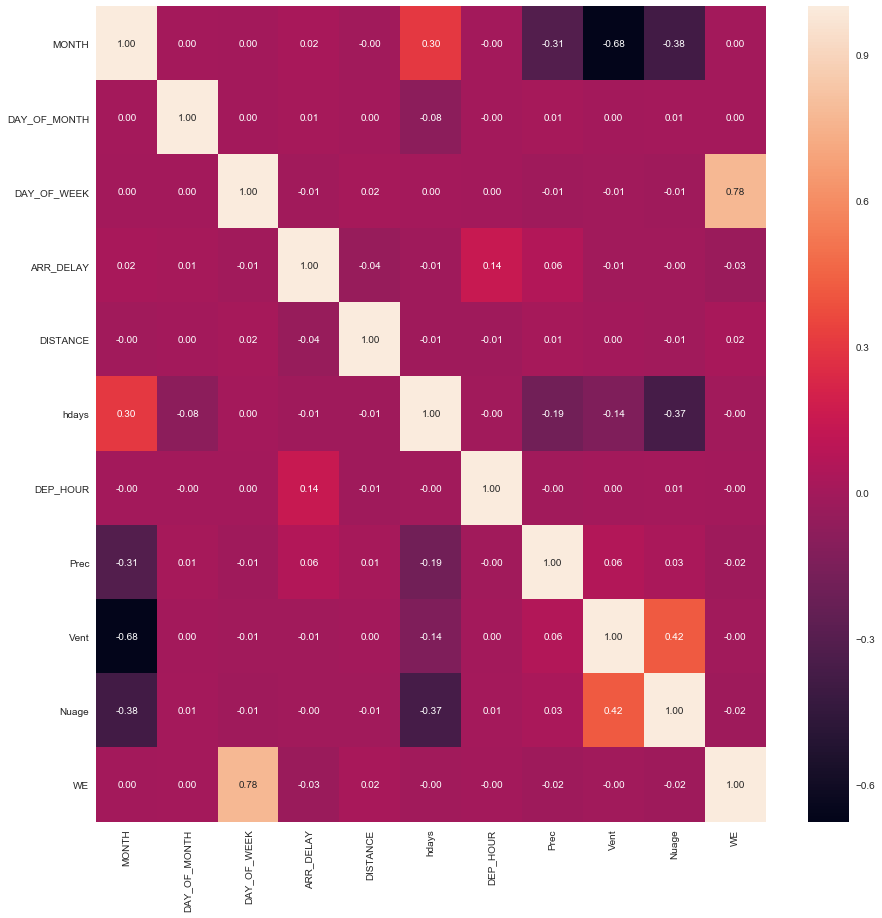 MONTH 1.00 0.00 0.00 0.02 -0.00 0.30 -0.00 -0.31 -0.68 -0.38 0.00
DAY_OF_MONTH 0.00 1.00 0.00 0.01 0.00 -0.08 -0.00 0.01 0.00 0.01 0.00
DAY_OF_WEEK 0.00 0.00 1.00 -0.01 0.02 0.00 0.00 -0.01 -0.01 -0.01 0.78
ARR_DELAY 0.02 0.01 -0.01 1.00 -0.04 -0.01 0.14 0.06 -0.01 -0.00 -0.03
DISTANCE -0.00 0.00 0.02 -0.04 1.00 -0.01 -0.01 0.01 0.00 -0.01 0.02
hdays 0.30 -0.08 0.00 -0.01 -0.01 1.00 -0.00 -0.19 -0.14 -0.37 -0.00
DEP_HOUR -0.00 -0.00 0.00 0.14 -0.01 -0.00 1.00 -0.00 0.00 0.01 -0.00
Prec -0.31 0.01 -0.01 0.06 0.01 -0.19 -0.00 1.00 0.06 0.03 -0.02
Vent -0.68 0.00 -0.01 -0.01 0.00 -0.14 0.00 0.06 1.00 0.42 -0.00
Nuage -0.38 0.01 -0.01 -0.00 -0.01 -0.37 0.01 0.03 0.42 1.00 -0.02
WE 0.00 0.00 0.78 -0.03 0.02 -0.00 -0.00 -0.02 -0.00 -0.02 1.00
MONTH
DAY_OF_MONTH
DAY_OF_WEEK
ARR_DELAY
DISTANCE
hdays
DEP_HOUR
Prec
Vent
Nuage
WE
0.9
0.6
0.3
0.0
−0.3
−0.6